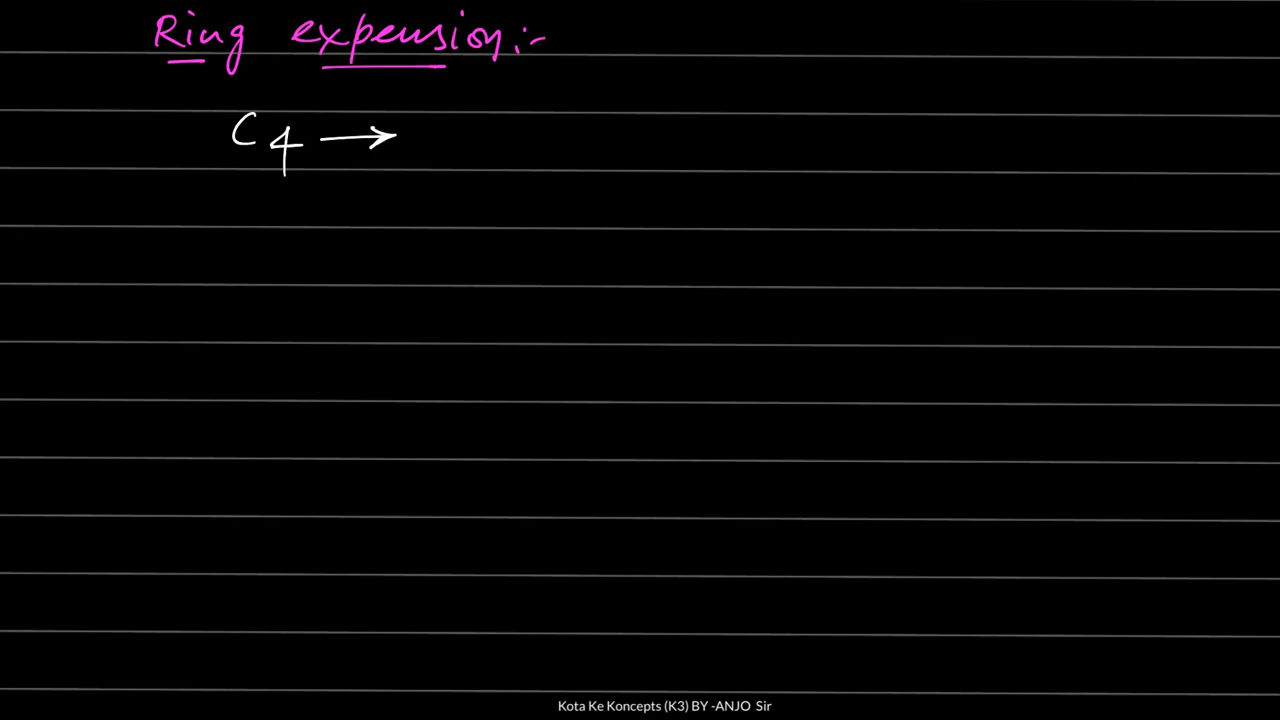 Ring expension:-
C4 →
Kota Ke Koncepts (K3) BY -ANJO Sir